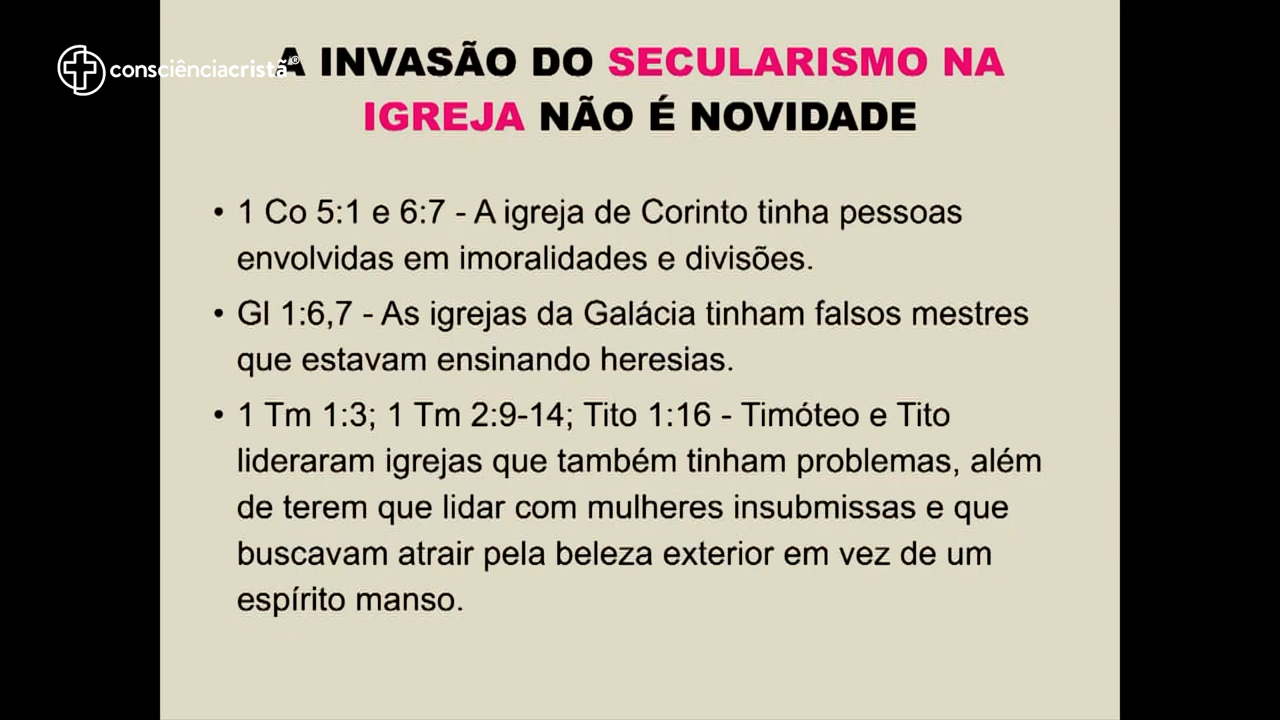 consciênciacristã®
A INVASÃO DO SECULARISMO NA
IGREJA NÃO É NOVIDADE
• 1 Co 5:1 e 6:7 - A igreja de Corinto tinha pessoas
envolvidas em imoralidades e divisões.
• Gl 1:6,7 - As igrejas da Galácia tinham falsos mestres
que estavam ensinando heresias.
• 1 Tm 1:3; 1 Tm 2:9-14; Tito 1:16 - Timóteo e Tito
lideraram igrejas que também tinham problemas, além
de terem que lidar com mulheres insubmissas e que
buscavam atrair pela beleza exterior em vez de um
espírito manso.